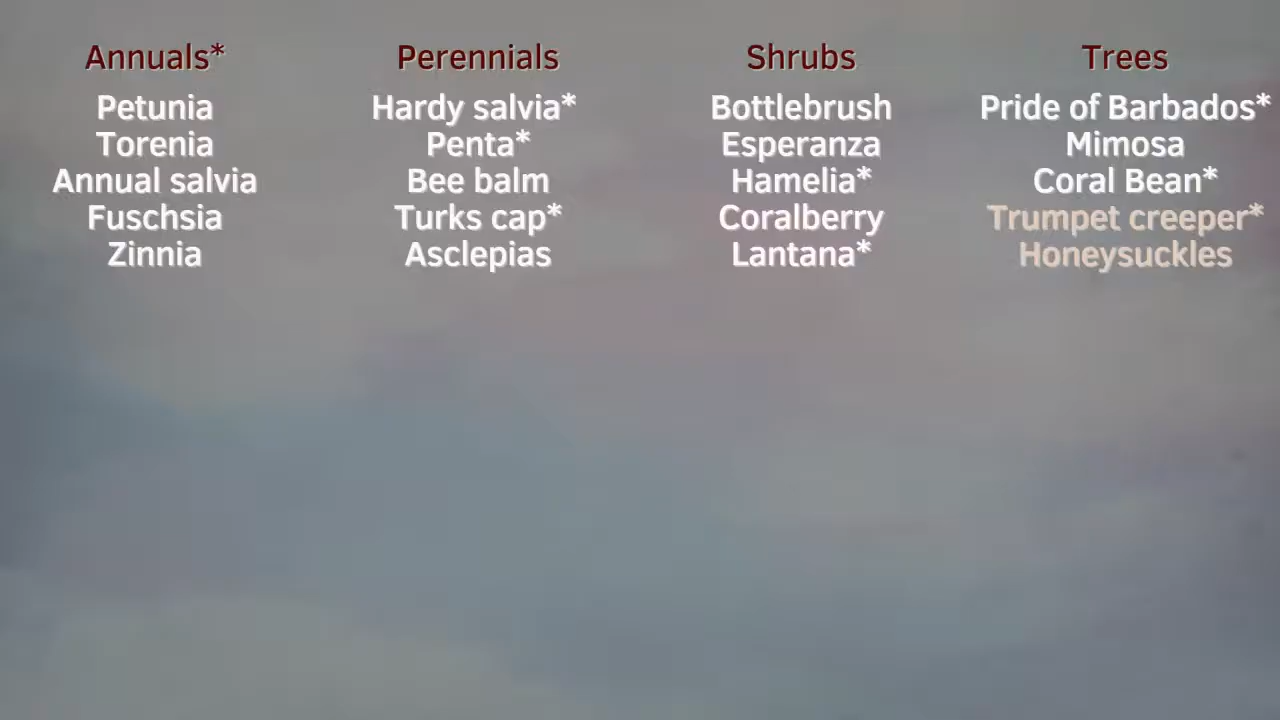 Annuals*
Petunia
Torenia
Annual salvia
Fuschsia
Zinnia
Perennials
Hardy salvia*
Penta*
Bee balm
Turks cap*
Asclepias
Shrubs
Bottlebrush
Esperanza
Hamelia*
Coralberry
Lantana*
Trees
Pride of Barbados*
Mimosa
Coral Bean*
Trumpet creeper*
Honeysuckles